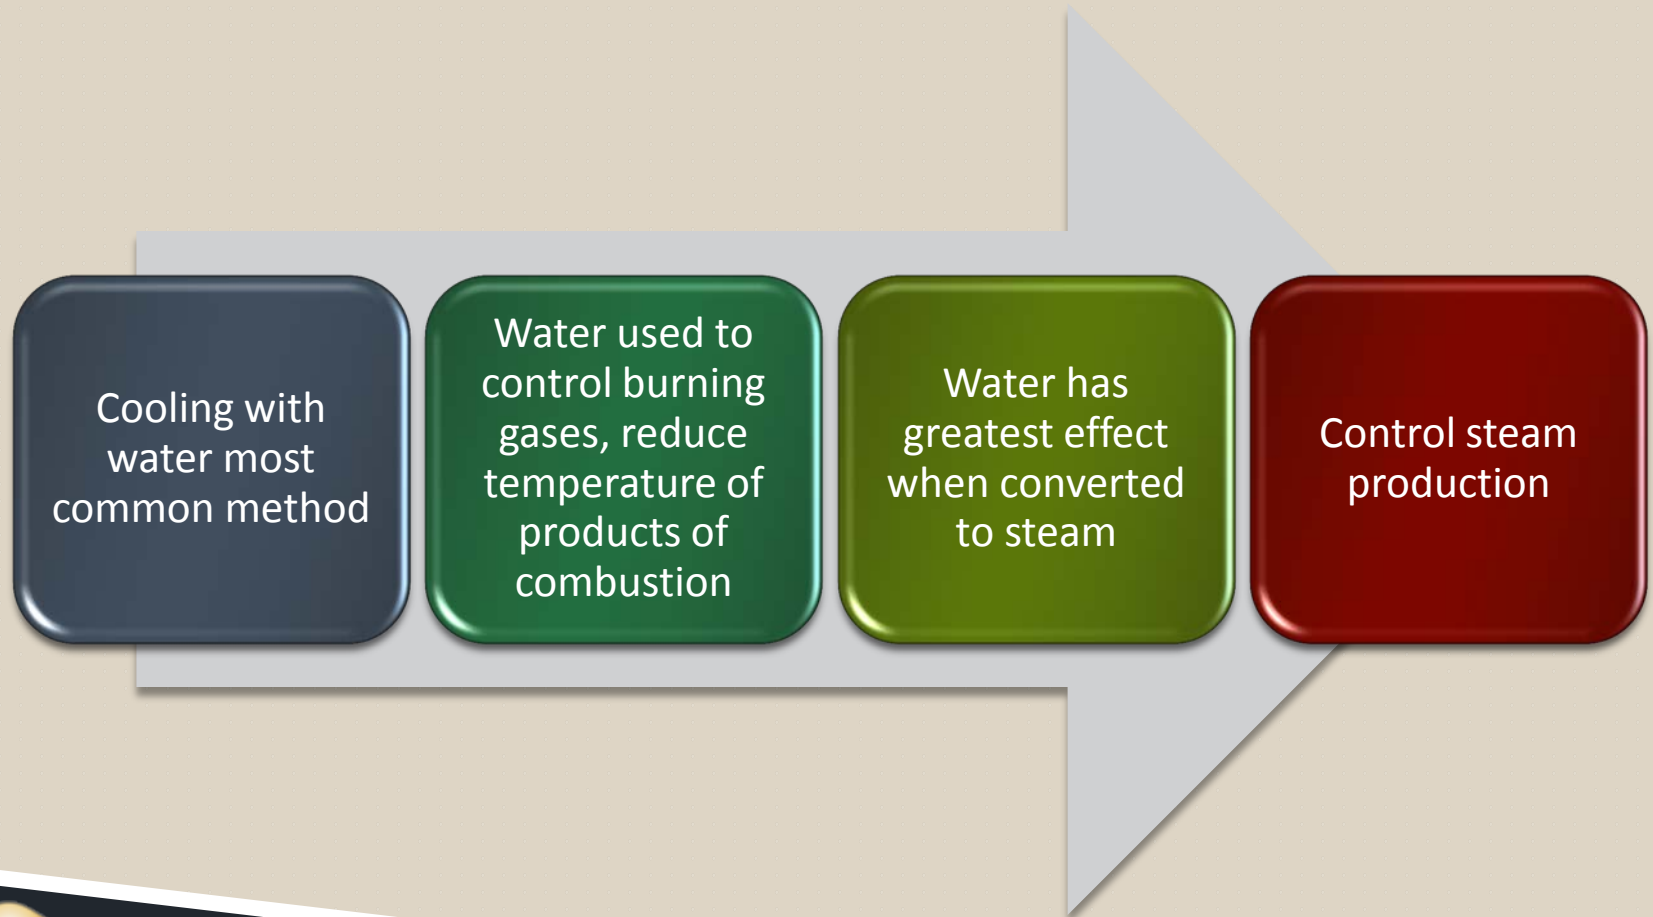 Cooling with
water most
common method
Water used to
control burning
gases, reduce
temperature of
products of
combustion
Water has
greatest effect
when converted
to steam
Control steam
production